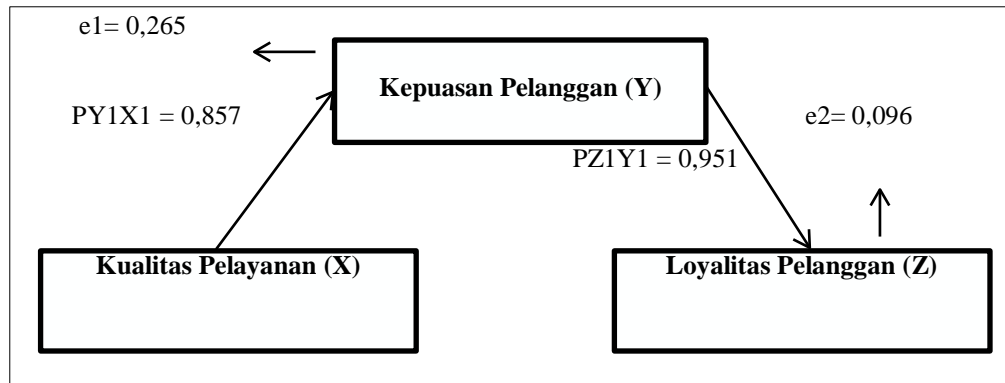 e1= 0,265
Kepuasan Pelanggan (Y)
PY1X1 = 0,857
e2= 0,096
PZ1Y1 = 0,951
Kualitas Pelayanan (X)
Loyalitas Pelanggan (Z)